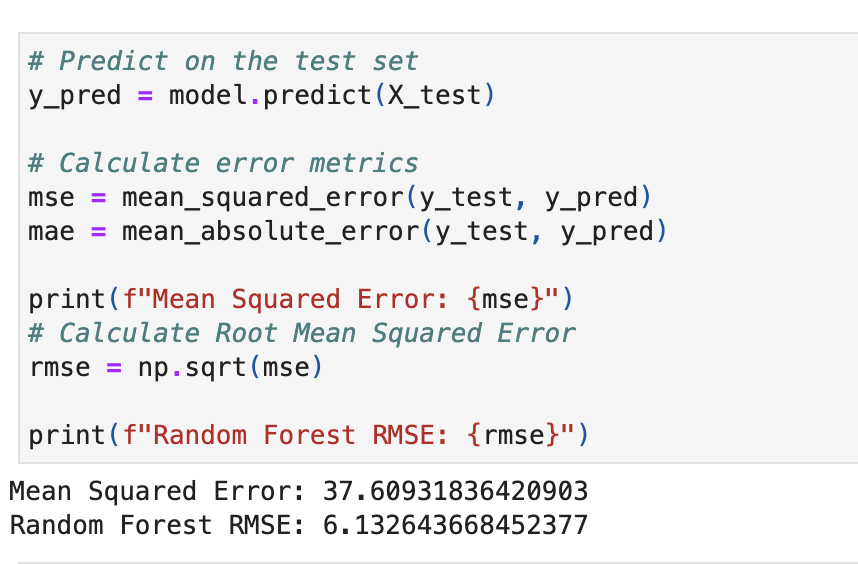 # Predict on the test set
y_pred = model.predict(X_test)
# Calculate error metrics
mse = mean_squared_error(y_test, y_pred)
mae = mean_absolute_error(y_test, y_pred)
print(f"Mean Squared Error: {mse}")
# Calculate Root Mean Squared Error
rmse = np.sqrt(mse)
print(f"Random Forest RMSE: {rmse}")
Mean Squared Error: 37.60931836420903
Random Forest RMSE: 6.132643668452377